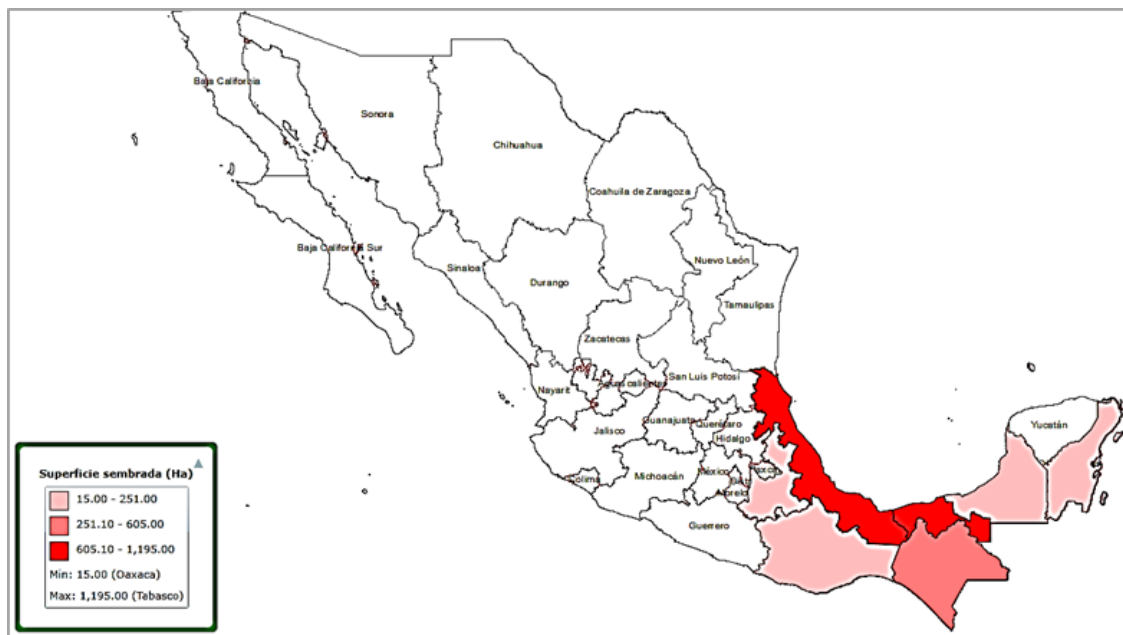 Baja California
Sonora
Chihuahua
Coahuila de Zaragoza
Baja California Sur
Sinaloa
Durango
Nuevo León
Tamaulipas
Zacatecas
San Luis Potosí
Nayarit
Aguascalientes
Jalisco
Guanajuato
Querétaro
Hidalgo
Yucatán
Colima
Michoacán
México
Guerrero
Superficie sembrada (Ha)
15.00 - 251.00
251.10 - 605.00
605.10 - 1,195.00
Min: 15.00 (Oaxaca)
Max: 1,195.00 (Tabasco)